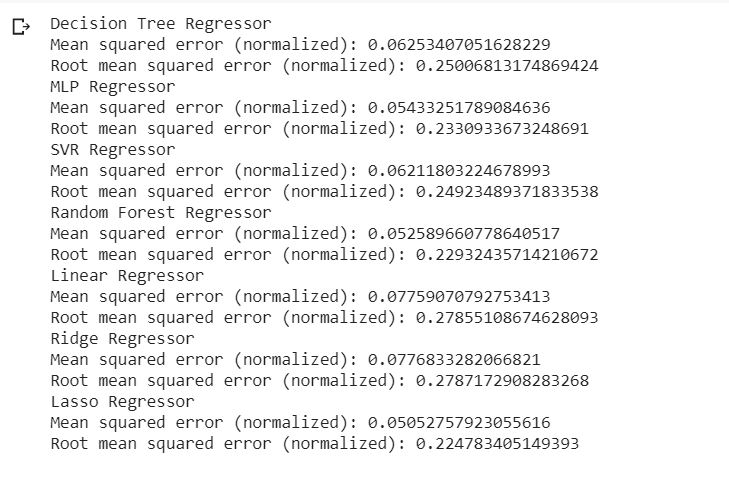 Decision Tree Regressor
Mean squared error (normalized): 0.06253407051628229
Root mean squared error (normalized): 0.25006813174869424
MLP Regressor
Mean squared error (normalized): 0.05433251789084636
Root mean squared error (normalized): 0.2330933673248691
SVR Regressor
Mean squared error (normalized): 0.06211803224678993
Root mean squared error (normalized): 0.24923489371833538
Random Forest Regressor
Mean squared error (normalized): 0.052589660778640517
Root mean squared error (normalized): 0.22932435714210672
Linear Regressor
Mean squared error (normalized): 0.07759070792753413
Root mean squared error (normalized): 0.27855108674628093
Ridge Regressor
Mean squared error (normalized): 0.0776833282066821
Root mean squared error (normalized): 0.2787172908283268
Lasso Regressor
Mean squared error (normalized): 0.05052757923055616
Root mean squared error (normalized): 0.224783405149393